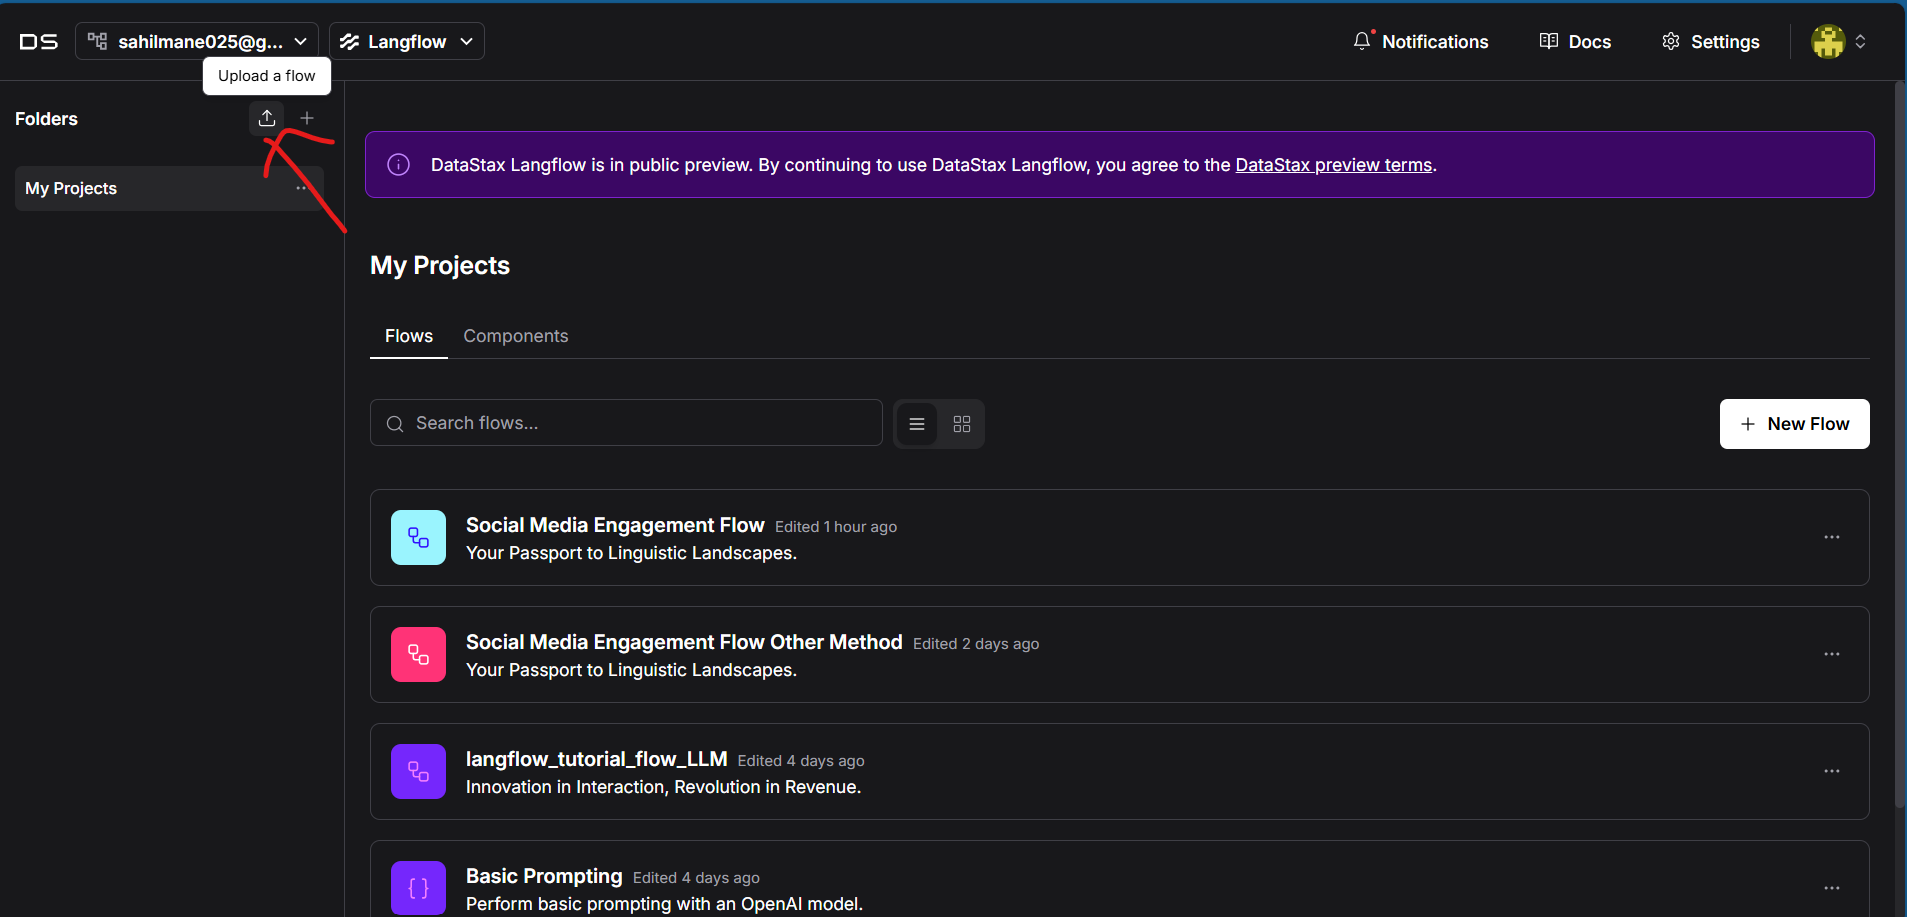 DS
sahilmane025@g...
Langflow
Notifications
Docs
Settings
Upload a flow
Folders
My Projects
DataStax Langflow is in public preview. By continuing to use DataStax Langflow, you agree to the DataStax preview terms.
My Projects
Flows
Components
Search flows...
New Flow
Social Media Engagement Flow Edited 1 hour ago
Your Passport to Linguistic Landscapes.
Social Media Engagement Flow Other Method Edited 2 days ago
Your Passport to Linguistic Landscapes.
langflow_tutorial_flow_LLM Edited 4 days ago
Innovation in Interaction, Revolution in Revenue.
Basic Prompting Edited 4 days ago
Perform basic prompting with an OpenAI model.